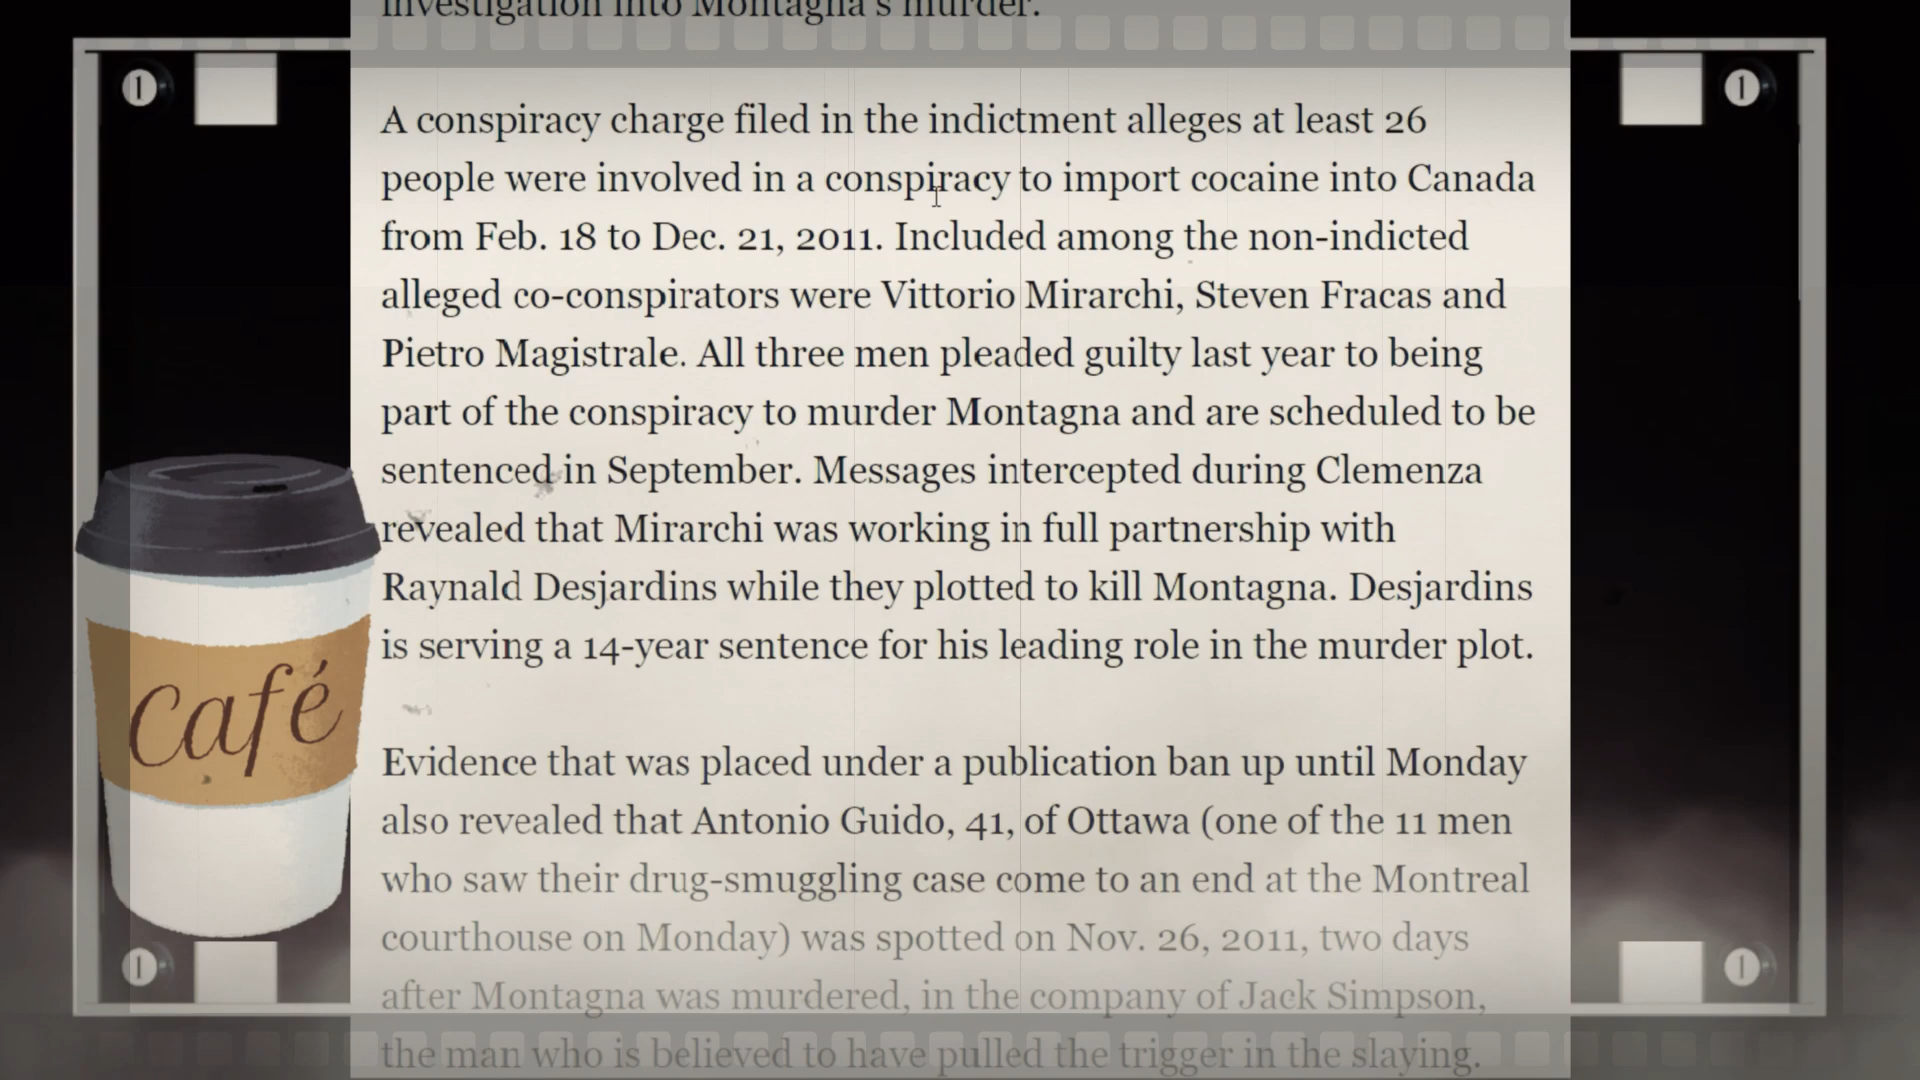 investigation into Montagna's murder.
A conspiracy charge filed in the indictment alleges at least 26
people were involved in a conspiracy to import cocaine into Canada
from Feb. 18 to Dec. 21, 2011. Included among the non-indicted
alleged co-conspirators were Vittorio Mirarchi, Steven Fracas and
Pietro Magistrale. All three men pleaded guilty last year to being
part of the conspiracy to murder Montagna and are scheduled to be
sentenced in September. Messages intercepted during Clemenza
revealed that Mirarchi was working in full partnership with
Raynald Desjardins while they plotted to kill Montagna. Desjardins
is serving a 14-year sentence for his leading role in the murder plot.
Evidence that was placed under a publication ban up until Monday
also revealed that Antonio Guido, 41, of Ottawa (one of the 11 men
who saw their drug-smuggling case come to an end at the Montreal
courthouse on Monday) was spotted on Nov. 26, 2011, two days
after Montagna was murdered, in the company of Jack Simpson,
the man who is believed to have pulled the trigger in the slaying.
Café